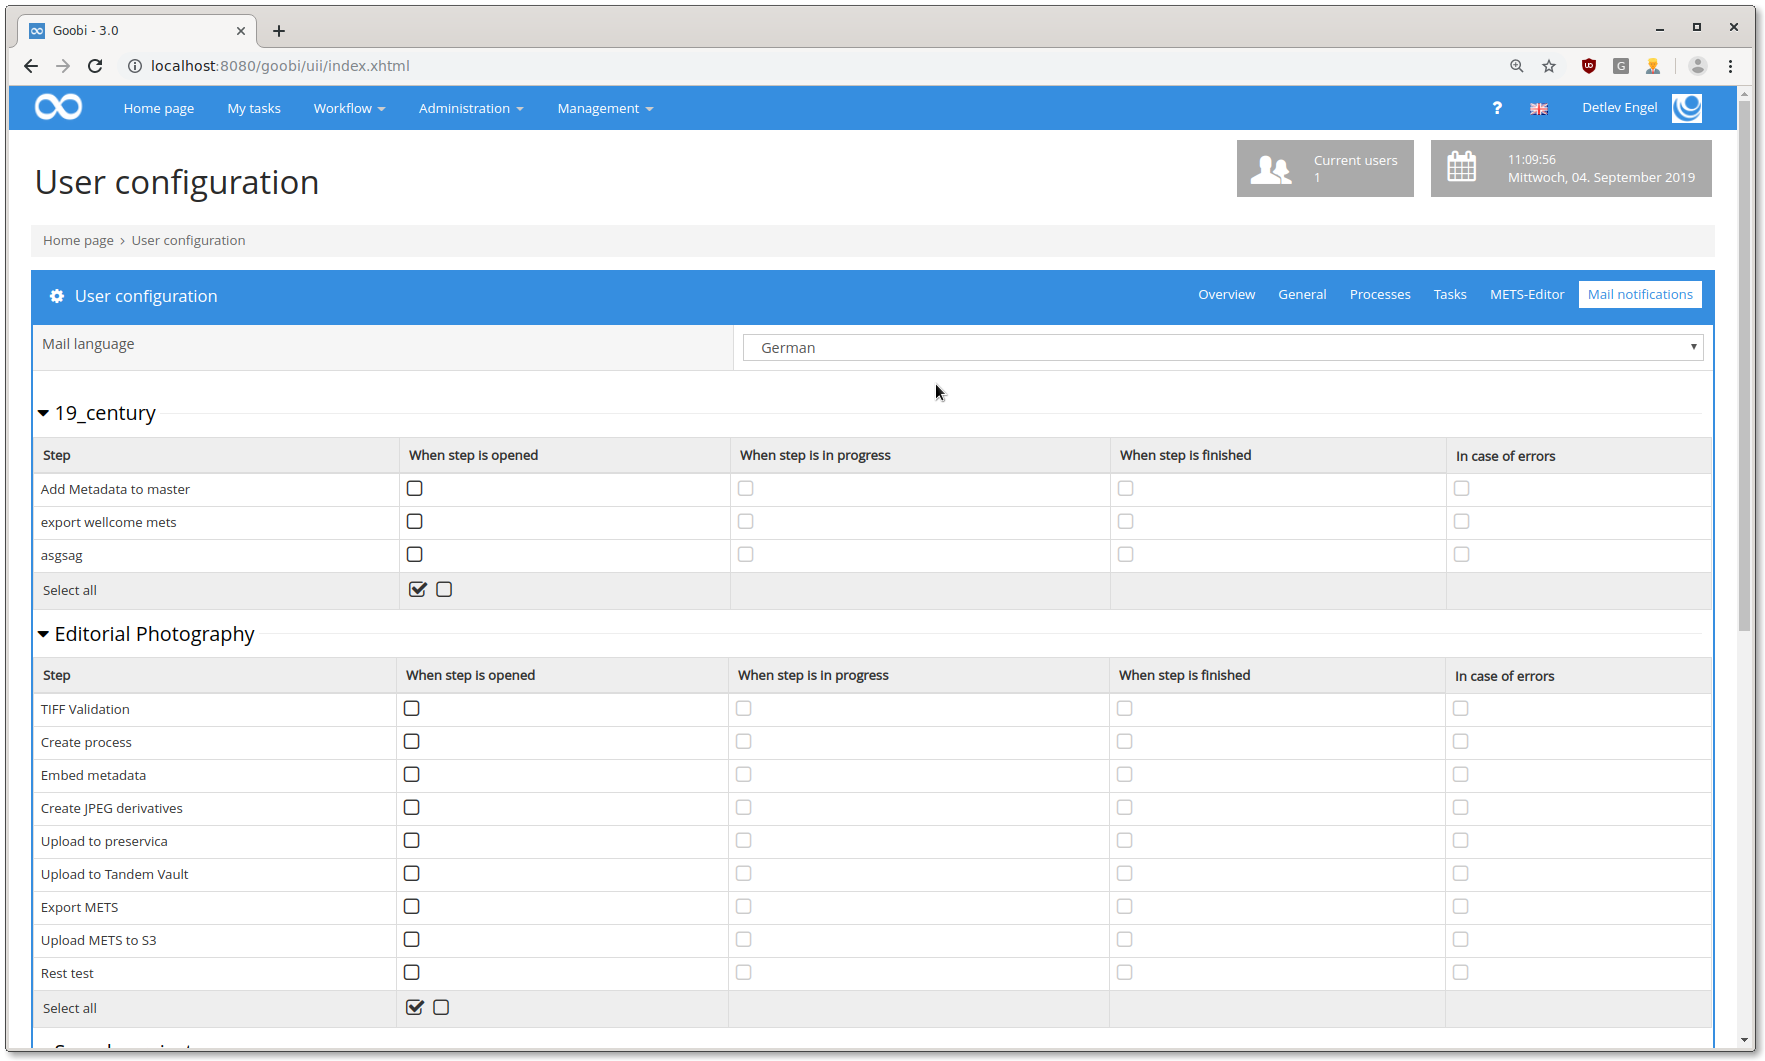 Goobi - 3.0
localhost:8080/goobi/uii/index.xhtml
Home page My tasks Workflow Administration Management ? Detlev Engel
User configuration
Current users
1
11:09:56
Mittwoch, 04. September 2019
Home page › User configuration
User configuration Overview General Processes Tasks METS-Editor Mail notifications
Mail language German
19_century
Step When step is opened When step is in progress When step is finished In case of errors
Add Metadata to master
export wellcome mets
asgsag
Select all
Editorial Photography
Step When step is opened When step is in progress When step is finished In case of errors
TIFF Validation
Create process
Embed metadata
Create JPEG derivatives
Upload to preservica
Upload to Tandem Vault
Export METS
Upload METS to S3
Rest test
Select all